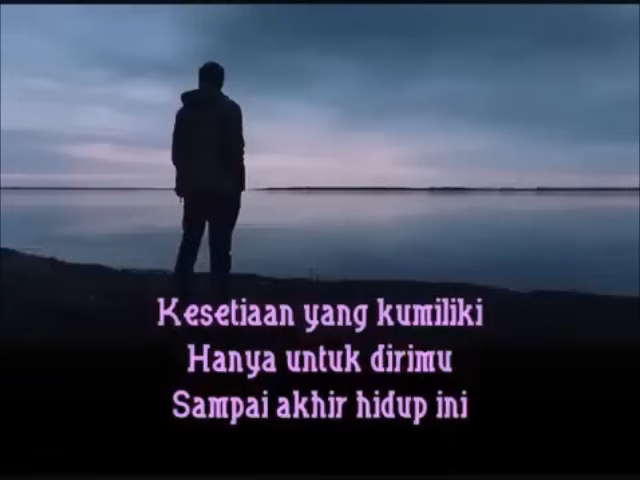 Kesetiaan yang kumiliki
Hanya untuk dirimu
Sampai akhir hidup ini